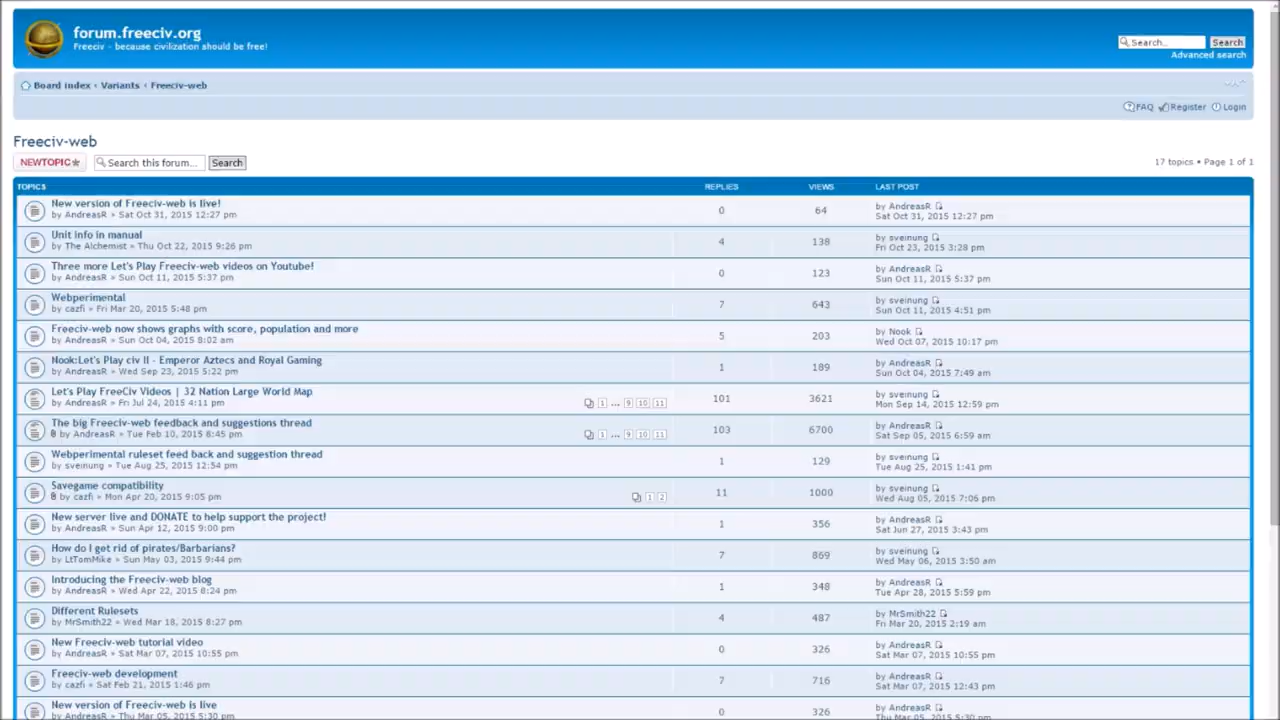 forum.freeciv.org
Freeciv - because civilization should be free!
Search... Search
Advanced search
Board index ‹ Variants ‹ Freeciv-web
FAQ Register Login
Freeciv-web
NEWTOPIC* Search this forum... Search
17 topics • Page 1 of 1
TOPICS REPLIES VIEWS LAST POST
New version of Freeciv-web is live!
by AndreasR » Sat Oct 31, 2015 12:27 pm
0 64
by AndreasR
Sat Oct 31, 2015 12:27 pm
Unit info in manual
by The Alchemist » Thu Oct 22, 2015 9:26 pm
4 138
by sveinung
Fri Oct 23, 2015 3:28 pm
Three more Let's Play Freeciv-web videos on Youtube!
by AndreasR » Sun Oct 11, 2015 5:37 pm
0 123
by AndreasR
Sun Oct 11, 2015 5:37 pm
Webperimental
by cazfi » Fri Mar 20, 2015 5:48 pm
7 643
by sveinung
Sun Oct 11, 2015 4:51 pm
Freeciv-web now shows graphs with score, population and more
by AndreasR » Sun Oct 04, 2015 8:02 am
5 203
by Nook
Wed Oct 07, 2015 10:17 pm
Nook:Let's Play civ II - Emperor Aztecs and Royal Gaming
by AndreasR » Wed Sep 23, 2015 5:22 pm
1 189
by AndreasR
Sun Oct 04, 2015 7:49 am
Let's Play FreeCiv Videos | 32 Nation Large World Map
by AndreasR » Fri Jul 24, 2015 4:11 pm
1 ... 9 10 11
101 3621
by sveinung
Mon Sep 14, 2015 12:59 pm
The big Freeciv-web feedback and suggestions thread
by AndreasR » Tue Feb 10, 2015 8:45 pm
1 ... 9 10 11
103 6700
by AndreasR
Sat Sep 05, 2015 6:59 am
Webperimental ruleset feed back and suggestion thread
by sveinung » Tue Aug 25, 2015 12:54 pm
1 129
by sveinung
Tue Aug 25, 2015 1:41 pm
Savegame compatibility
by cazfi » Mon Apr 20, 2015 9:05 pm
1 2
11 1000
by sveinung
Wed Aug 05, 2015 7:06 pm
New server live and DONATE to help support the project!
by AndreasR » Sun Apr 12, 2015 9:00 pm
1 356
by AndreasR
Sat Jun 27, 2015 3:43 pm
How do I get rid of pirates/Barbarians?
by LtTomMike » Sun May 03, 2015 9:44 pm
7 869
by sveinung
Wed May 06, 2015 3:50 am
Introducing the Freeciv-web blog
by AndreasR » Wed Apr 22, 2015 8:24 pm
1 348
by AndreasR
Tue Apr 28, 2015 5:59 pm
Different Rulesets
by MrSmith22 » Wed Mar 18, 2015 8:27 pm
4 487
by MrSmith22
Fri Mar 20, 2015 2:19 am
New Freeciv-web tutorial video
by AndreasR » Sat Mar 07, 2015 10:55 pm
0 326
by AndreasR
Sat Mar 07, 2015 10:55 pm
Freeciv-web development
by cazfi » Sat Feb 21, 2015 1:46 pm
7 716
by AndreasR
Sat Mar 07, 2015 12:43 pm
New version of Freeciv-web is live
by AndreasR » Thu Mar 05, 2015 5:30 pm
0 326
by AndreasR
Thu Mar 05, 2015 5:30 pm